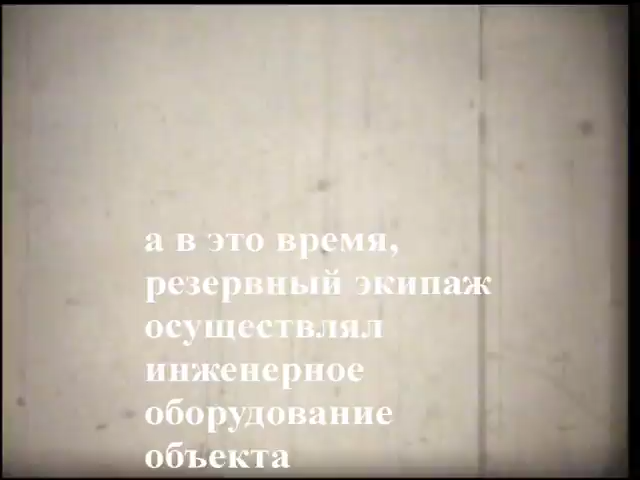 а в это время,
резервный экипаж
осуществлял
инженерное
оборудование
объекта